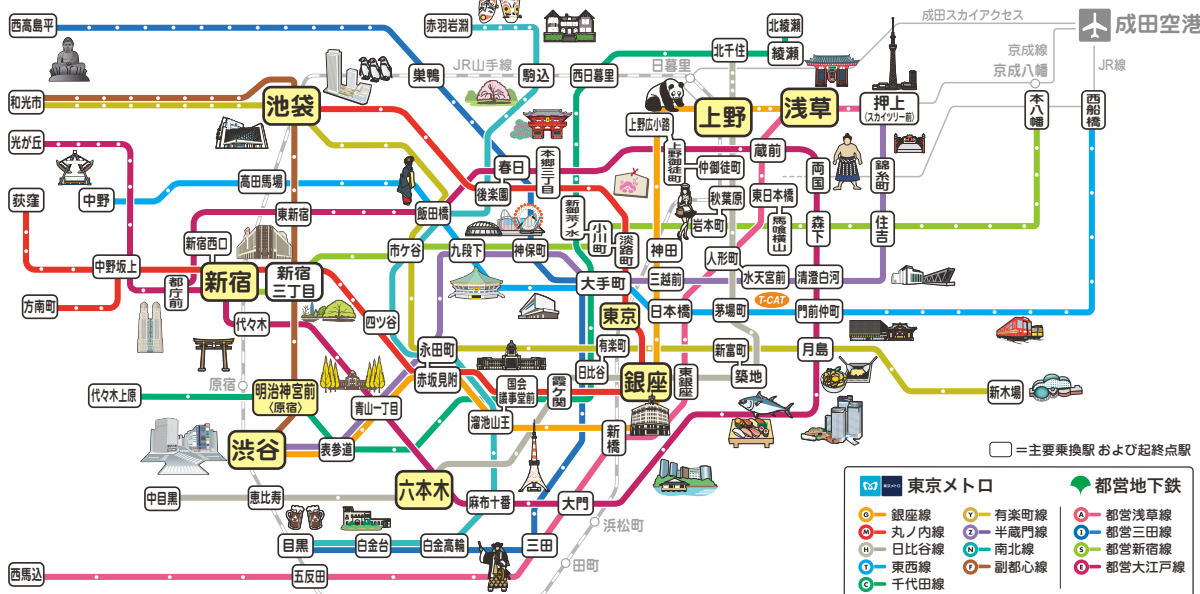 西高島平
赤羽岩淵
北綾瀬
成田スカイアクセス
成田空港
JR山手線
巣鴨
駒込
西日暮里
日暮里
北千住
綾瀬
京成線
京成八幡
JR線
和光市
池袋
上野
浅草
押上
(スカイツリー前)
本八幡
西船橋
光が丘
上野広小路
上野御徒町
仲御徒町
蔵前
荻窪
中野
高田馬場
春日
本郷三丁目
後楽園
両国
錦糸町
東新宿
飯田橋
新御茶ノ水
小川町
淡路町
秋葉原
岩本町
東日本橋
馬喰横山
森下
住吉
新宿西口
市ケ谷
九段下
神保町
神田
人形町
中野坂上
都庁前
新宿
新宿三丁目
大手町
三越前
水天宮前
清澄白河
T-CAT
方南町
代々木
四ツ谷
東京
日本橋
茅場町
門前仲町
原宿
永田町
有楽町
新富町
月島
代々木上原
明治神宮前
〈原宿〉
赤坂見附
国会議事堂前
霞ケ関
日比谷
銀座
東銀座
築地
新木場
青山一丁目
溜池山王
新橋
渋谷
表参道
中目黒
恵比寿
六本木
麻布十番
大門
浜松町
目黒
白金台
白金高輪
三田
田町
西馬込
五反田
=主要乗換駅 および起終点駅
東京メトロ
東京メトロ
都営地下鉄
G 銀座線
M 丸ノ内線
H 日比谷線
T 東西線
C 千代田線
Y 有楽町線
Z 半蔵門線
N 南北線
F 副都心線
A 都営浅草線
I 都営三田線
S 都営新宿線
E 都営大江戸線